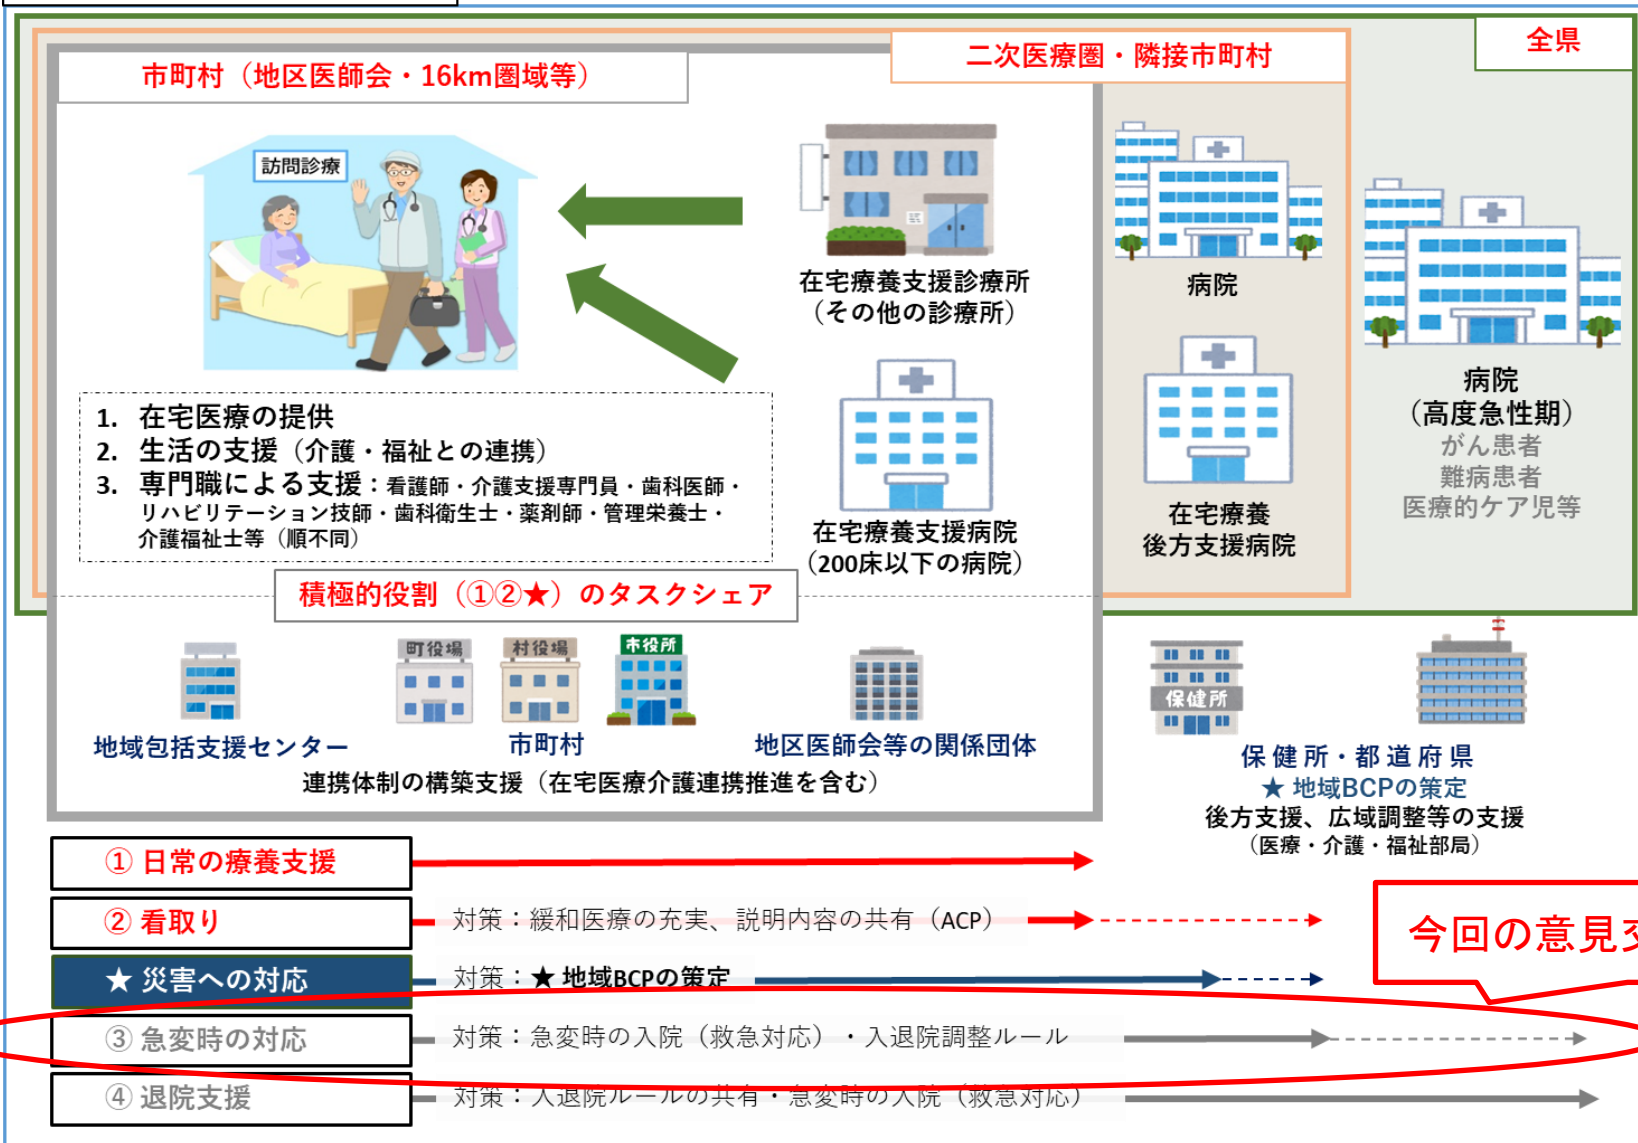 全県
二次医療圏・隣接市町村
市町村（地区医師会・16km圏域等）
訪問診療
在宅療養支援診療所
（その他の診療所）
病院
病院
（高度急性期）
がん患者
難病患者
医療的ケア児等
1. 在宅医療の提供
2. 生活の支援（介護・福祉との連携）
3. 専門職による支援：看護師・介護支援専門員・歯科医師・
リハビリテーション技師・歯科衛生士・薬剤師・管理栄養士・
介護福祉士等（順不同）
在宅療養支援病院
（200床以下の病院）
在宅療養
後方支援病院
積極的役割（①②★）のタスクシェア
町役場
村役場
市役所
保健所
地域包括支援センター
市町村
地区医師会等の関係団体
連携体制の構築支援（在宅医療介護連携推進を含む）
保健所・都道府県
★ 地域BCPの策定
後方支援、広域調整等の支援
（医療・介護・福祉部局）
① 日常の療養支援
② 看取り
対策：緩和医療の充実、説明内容の共有（ACP）
今回の意見
★ 災害への対応
対策：★ 地域BCPの策定
③ 急変時の対応
対策：急変時の入院（救急対応）・入退院調整ルール
④ 退院支援
対策：入退院ルールの共有・急変時の入院（救急対応）